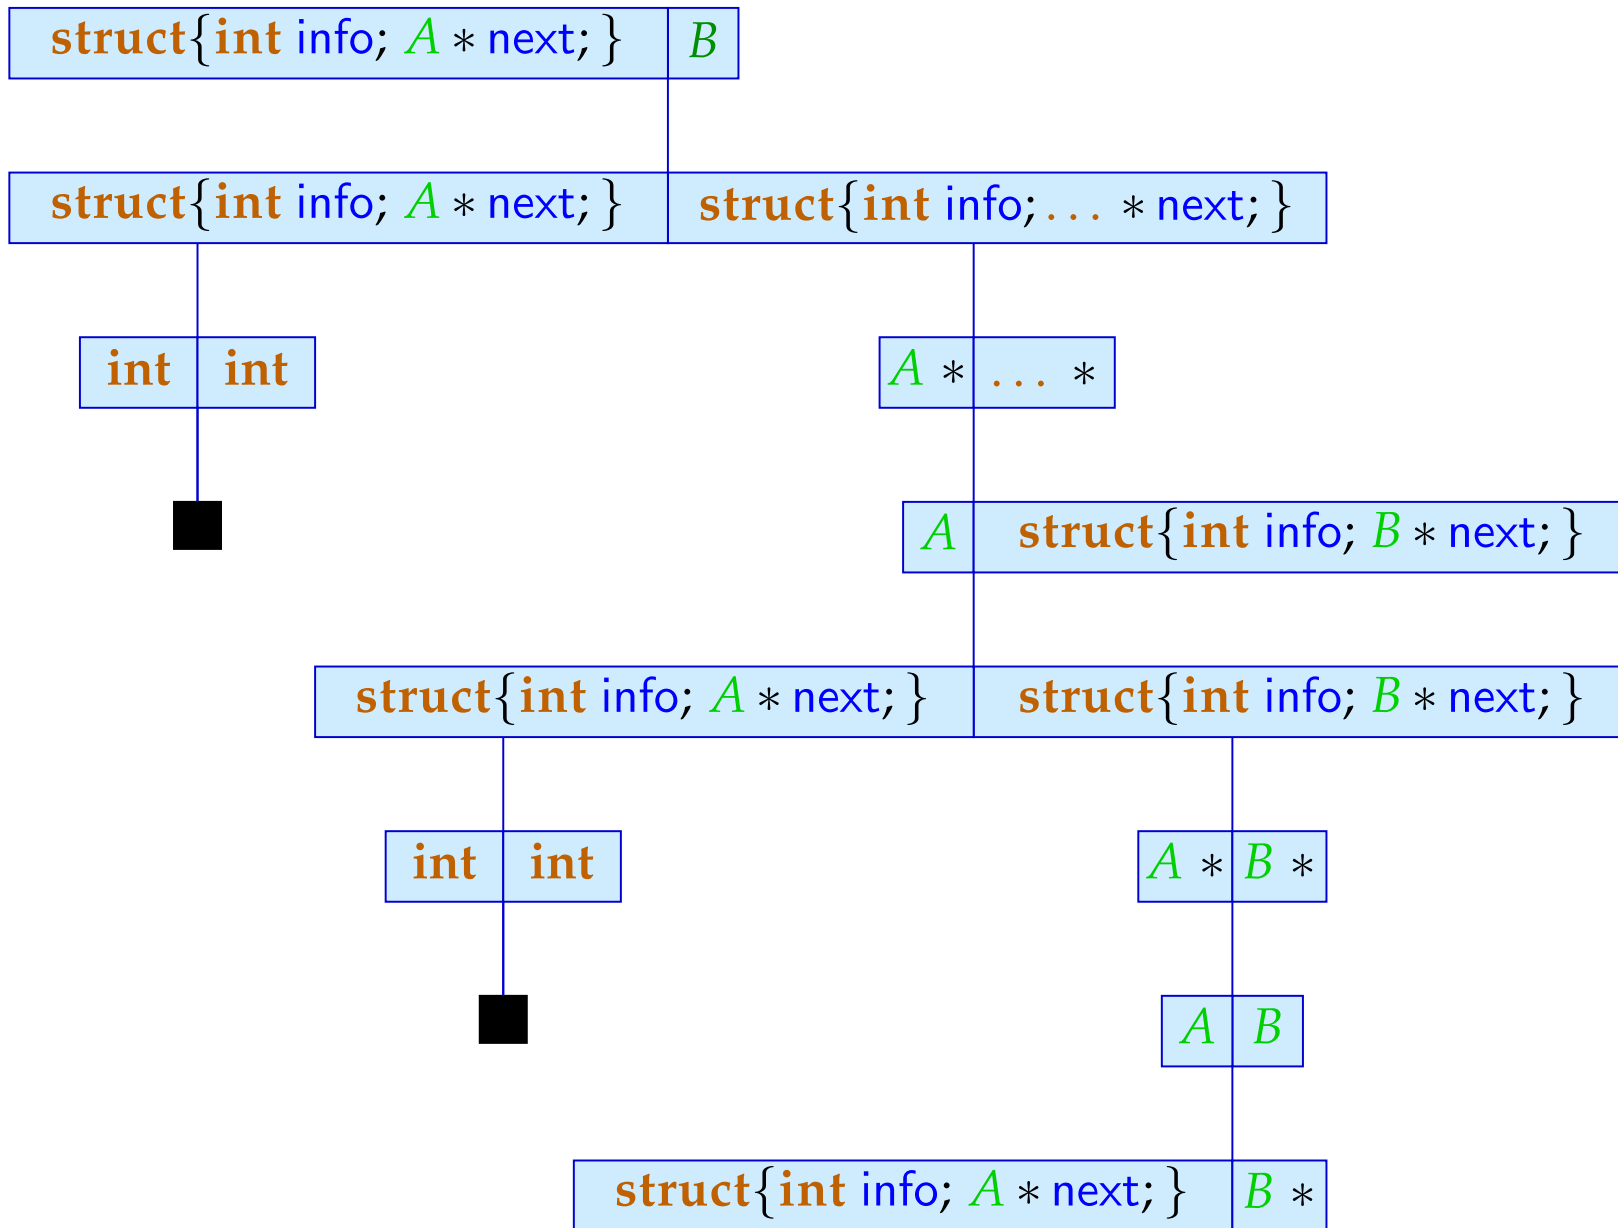 struct{int info; A * next;} B
struct{int info; A * next;} struct{int info; ... * next;}
int int A * ... *
A struct{int info; B * next;}
struct{int info; A * next;} struct{int info; B * next;}
int int A * B *
A B
struct{int info; A * next;} B *